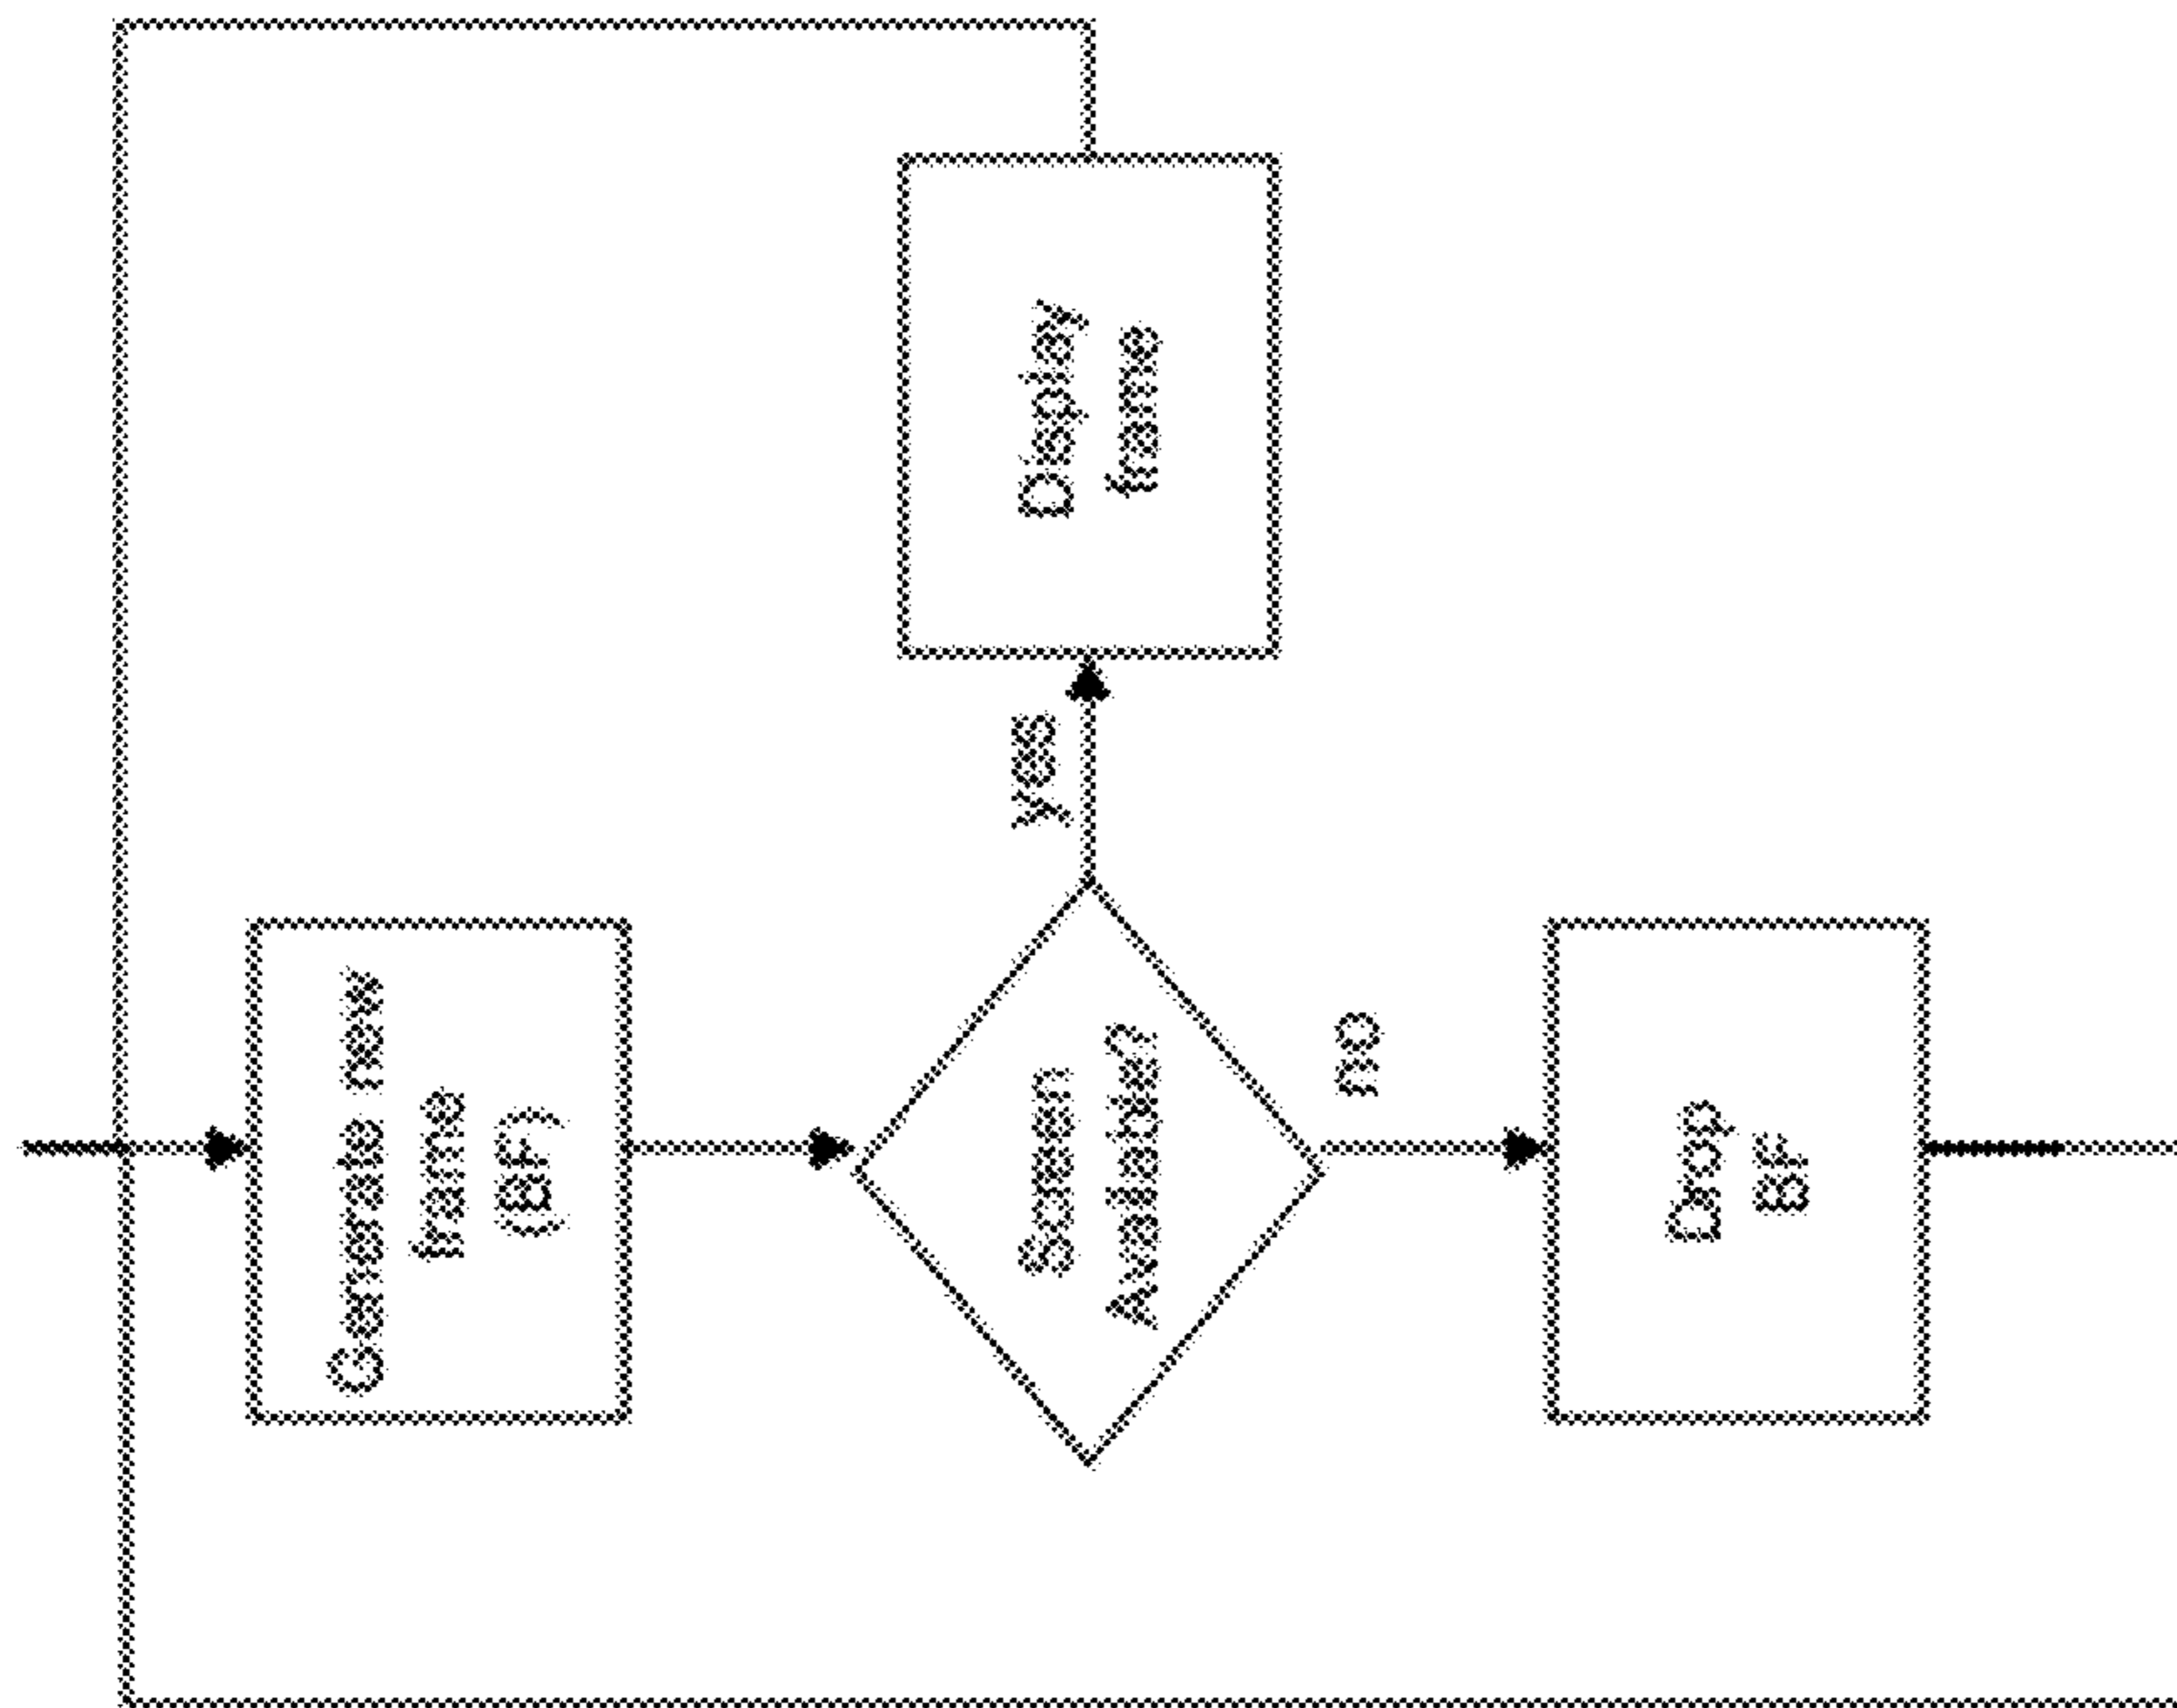 Display
frame
yes
Generate new
frame
(BF)
Screen
Available?
no
Drop
BF